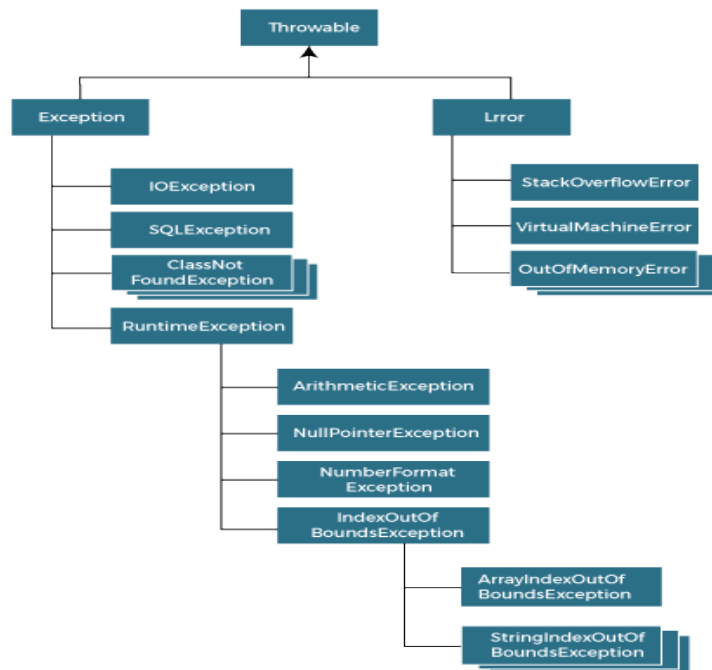 Throwable
Exception
Lrror
IOException
SQLException
ClassNot
FoundException
RuntimeException
StackOverflowError
VirtualMachineError
OutOfMemoryError
ArithmeticException
NullPointerException
NumberFormat
Exception
IndexOutOf
BoundsException
ArrayIndexOutOf
BoundsException
StringIndexOutOf
BoundsException